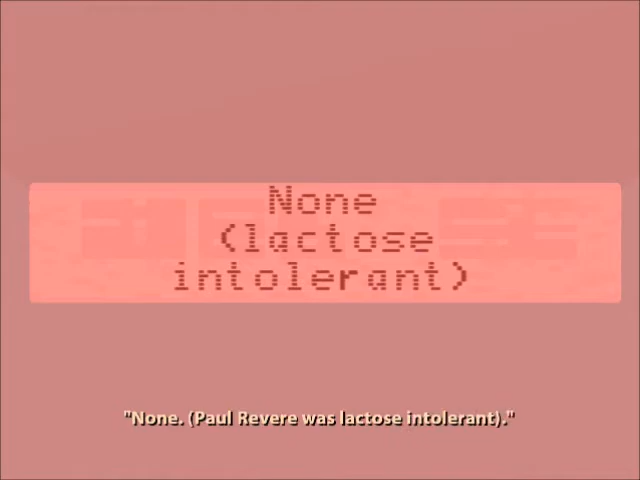 None
(lactose
intolerant)
"None. (Paul Revere was lactose intolerant)."